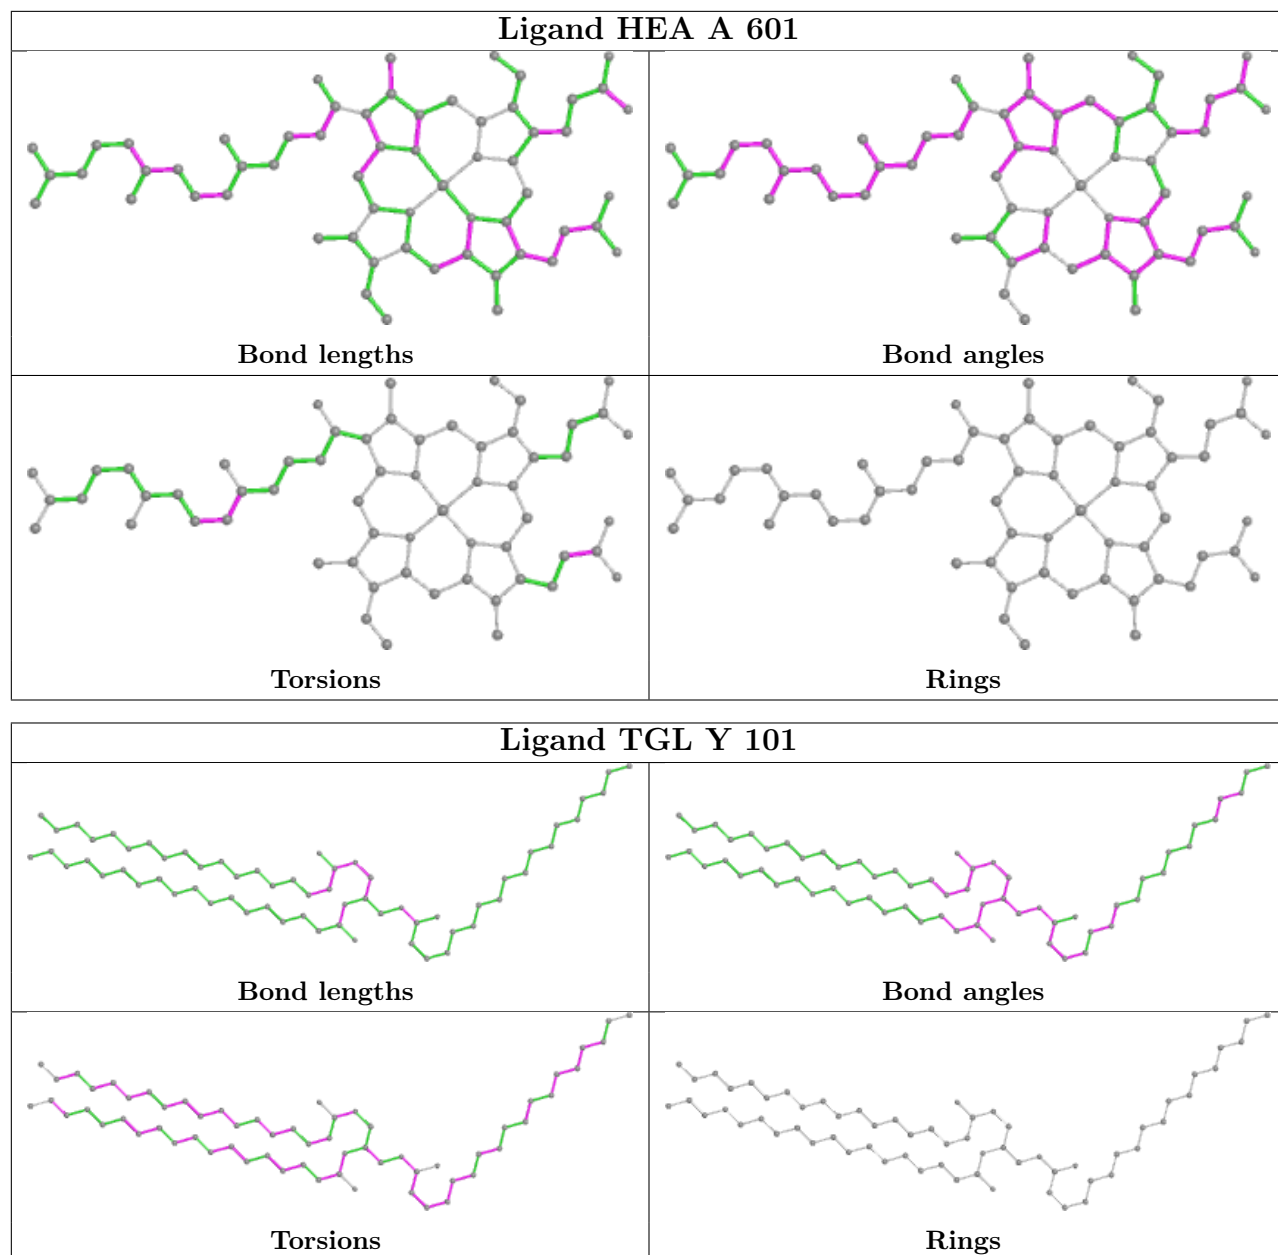 Ligand HEA A 601
Bond lengths
Bond angles
Torsions
Rings
Ligand TGL Y 101
Bond lengths
Bond angles
Torsions
Rings